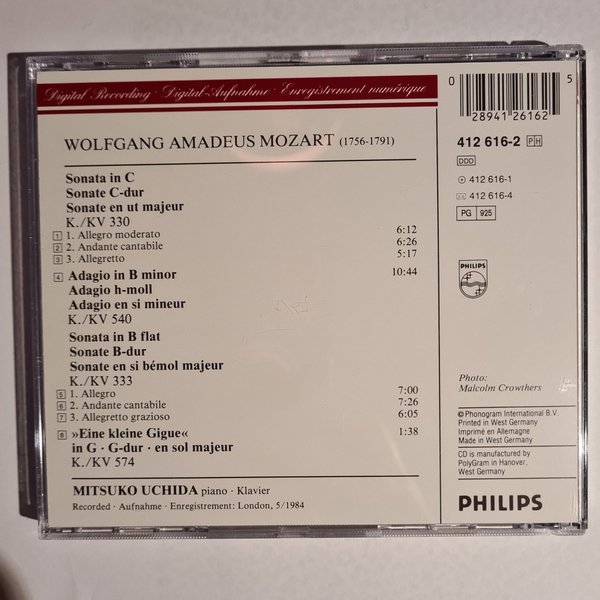 Digital Recording · Digital-Aufnahme · Enregistrement numérique
WOLFGANG AMADEUS MOZART (1756-1791)
Sonata in C
Sonate C-dur
Sonate en ut majeur
K./KV 330
1 1. Allegro moderato 6:12
2 2. Andante cantabile 6:26
3 3. Allegretto 5:17
4 Adagio in B minor 10:44
Adagio h-moll
Adagio en si mineur
K./KV 540
Sonata in B flat
Sonate B-dur
Sonate en si bémol majeur
K./KV 333
5 1. Allegro 7:00
6 2. Andante cantabile 7:26
7 3. Allegretto grazioso 6:05
8 »Eine kleine Gigue« 1:38
in G · G-dur · en sol majeur
K./KV 574
MITSUKO UCHIDA piano · Klavier
Recorded · Aufnahme · Enregistrement: London, 5/1984
0 28941 26162 5
412 616-2 PH
DDD
412 616-1
412 616-4
PG 925
PHILIPS
Photo:
Malcolm Crowthers
℗ Phonogram International B.V.
Printed in West Germany
Imprimé en Allemagne
Made in West Germany
CD is manufactured by
PolyGram in Hanover,
West Germany
PHILIPS